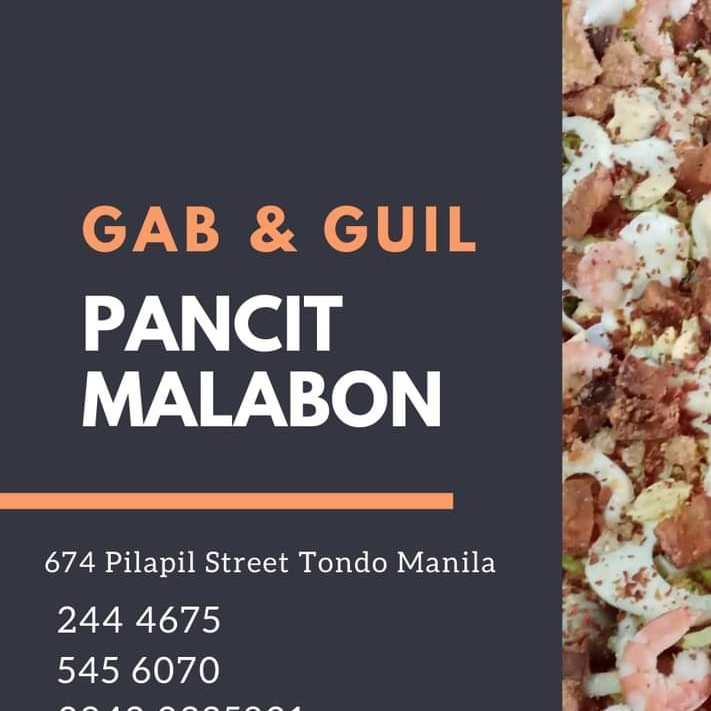 GAB & GUIL
PANCIT
MALABON
674 Pilapil Street Tondo Manila
244 4675
545 6070